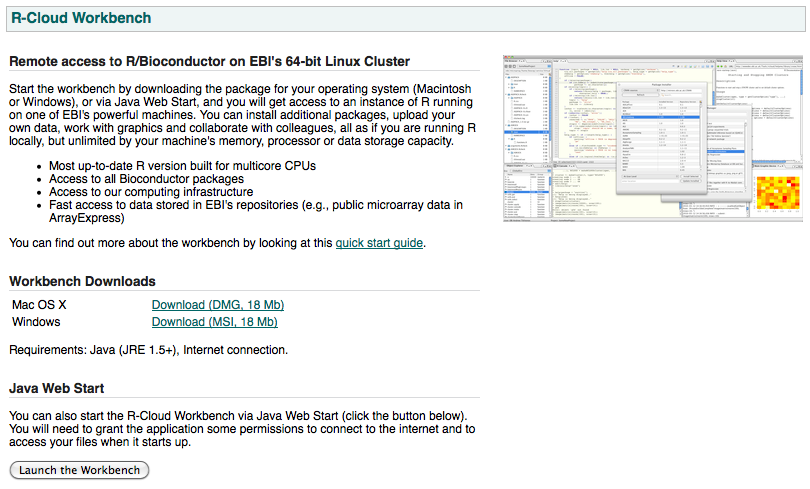 R-Cloud Workbench
Remote access to R/Bioconductor on EBI's 64-bit Linux Cluster
Start the workbench by downloading the package for your operating system (Macintosh
or Windows), or via Java Web Start, and you will get access to an instance of R running
on one of EBI's powerful machines. You can install additional packages, upload your
own data, work with graphics and collaborate with colleagues, all as if you are running R
locally, but unlimited by your machine's memory, processor or data storage capacity.
• Most up-to-date R version built for multicore CPUs
• Access to all Bioconductor packages
• Access to our computing infrastructure
• Fast access to data stored in EBI's repositories (e.g., public microarray data in
ArrayExpress)
You can find out more about the workbench by looking at this quick start guide.
Workbench Downloads
Mac OS X Download (DMG, 18 Mb)
Windows Download (MSI, 18 Mb)
Requirements: Java (JRE 1.5+), Internet connection.
Java Web Start
You can also start the R-Cloud Workbench via Java Web Start (click the button below).
You will need to grant the application some permissions to connect to the internet and to
access your files when it starts up.
Launch the Workbench